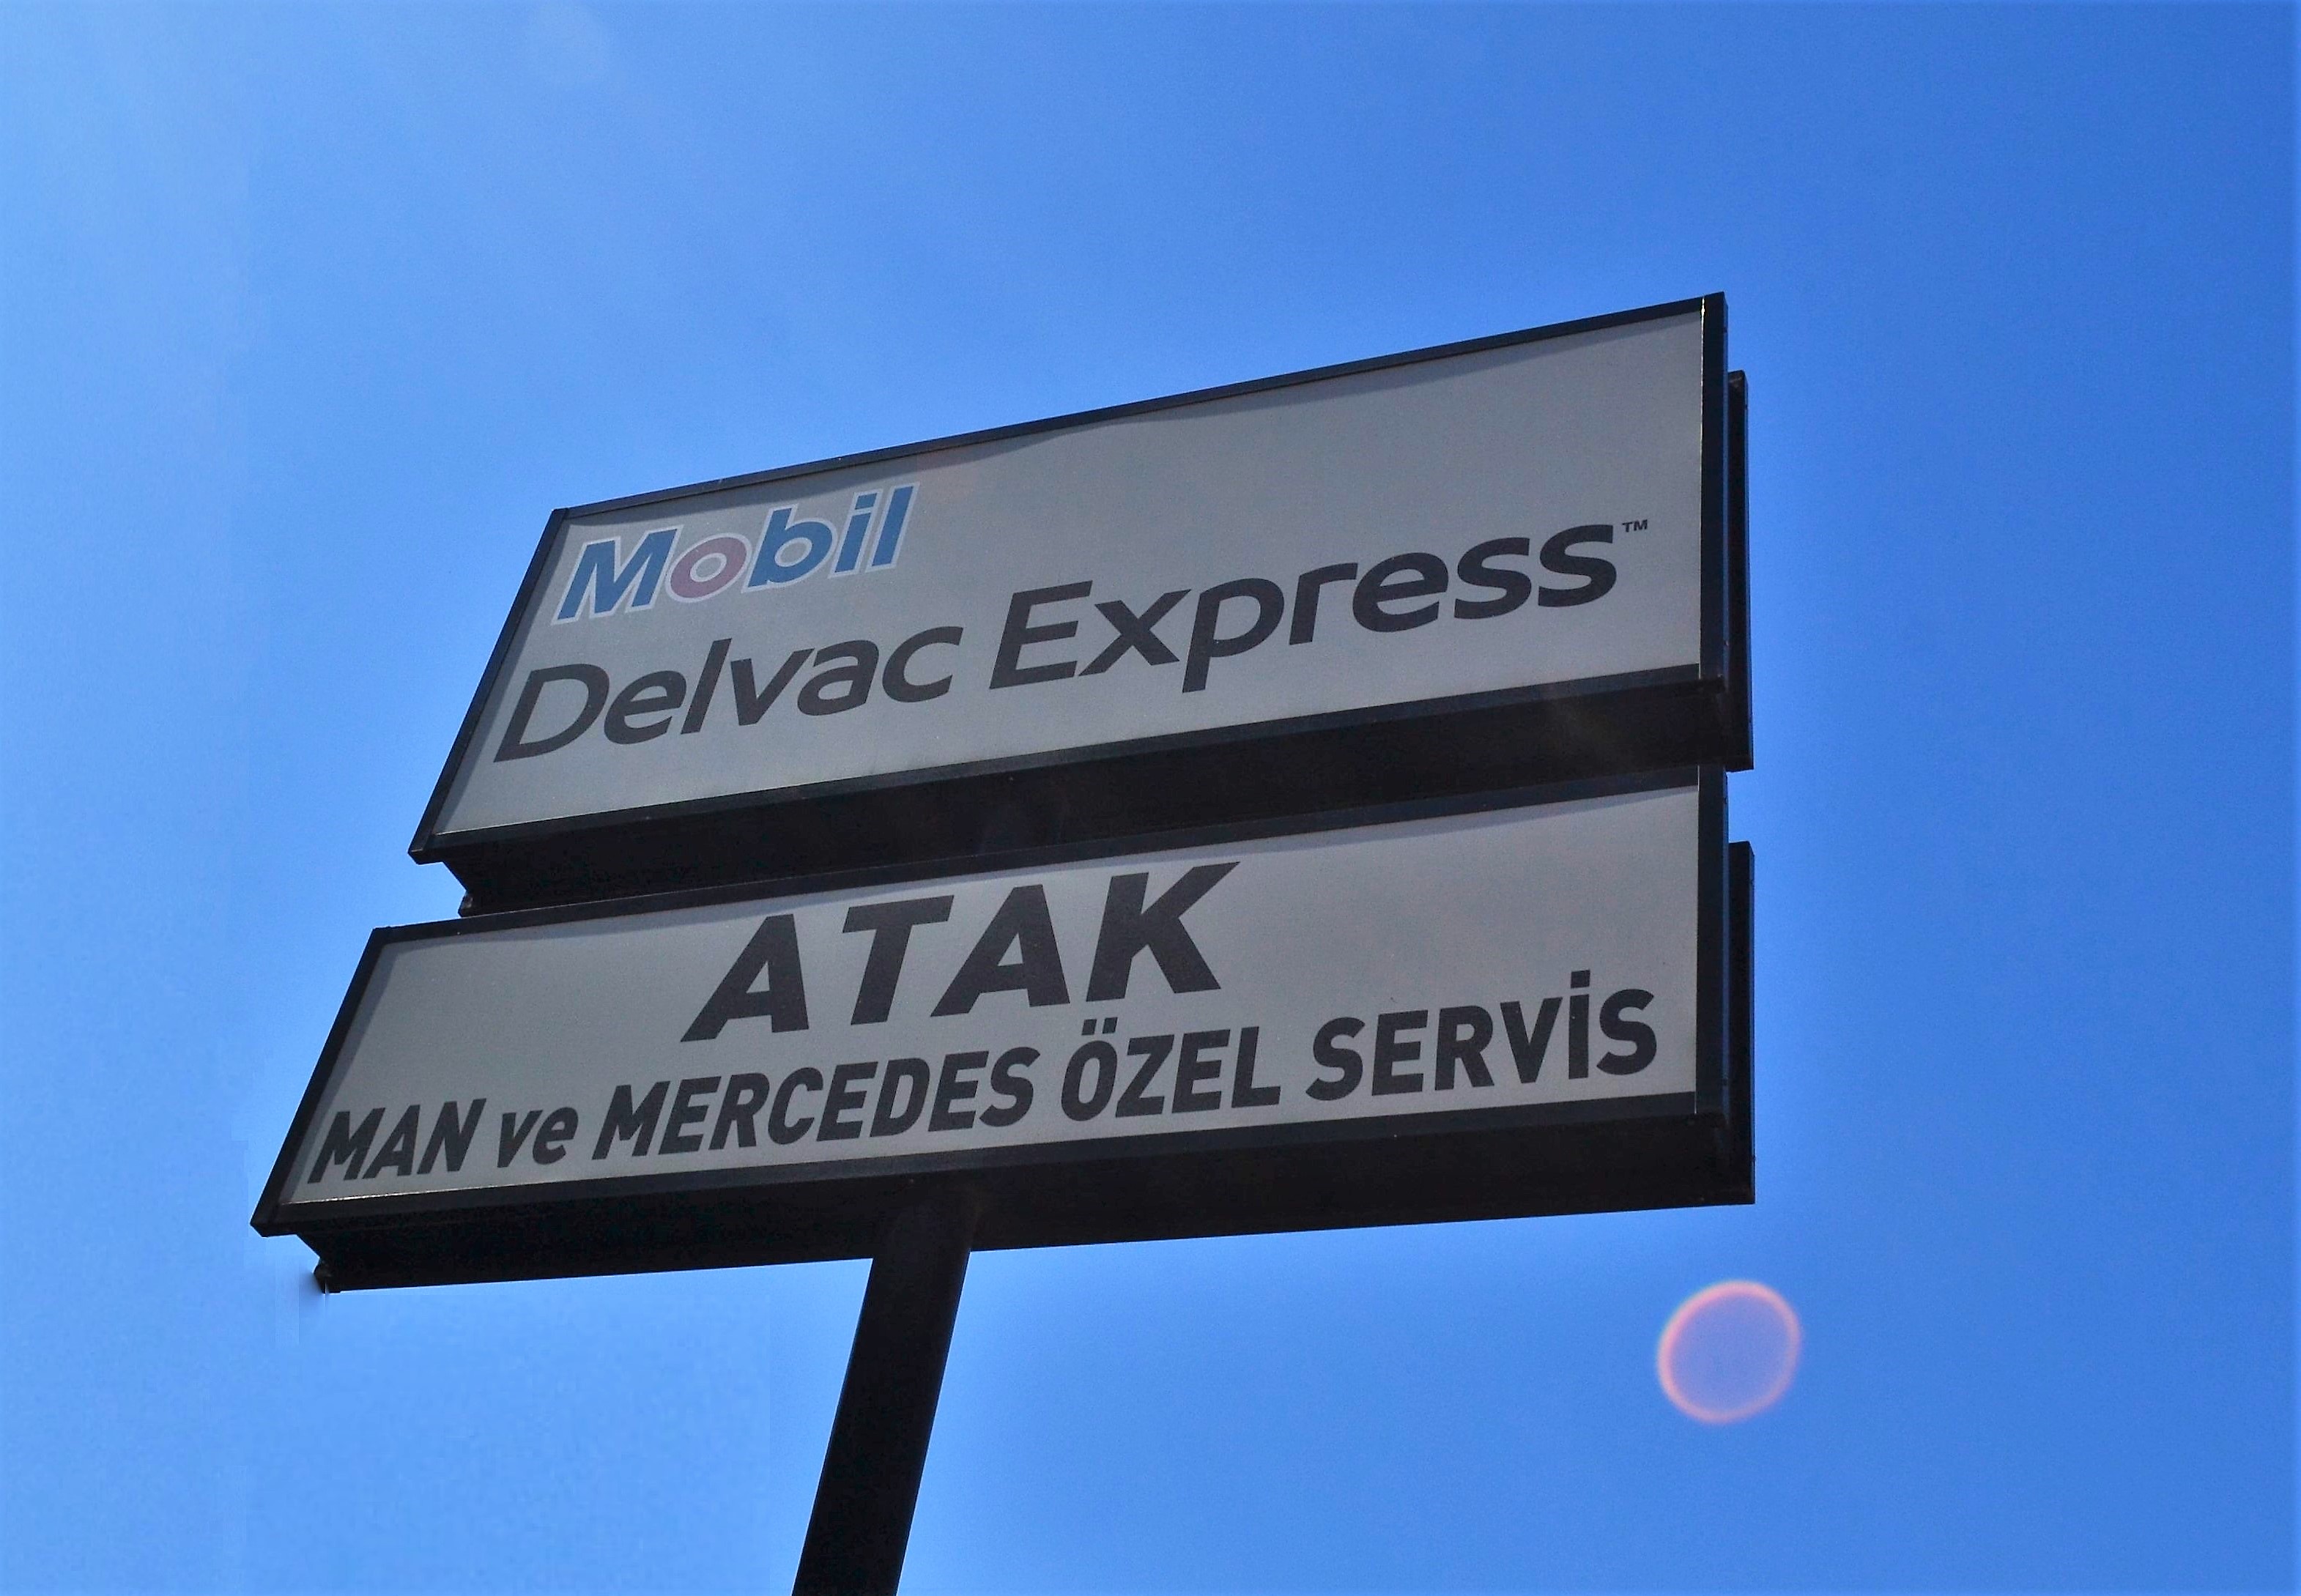 Mobil
Delvac Express™
ATAK
MAN ve MERCEDES ÖZEL SERVİS